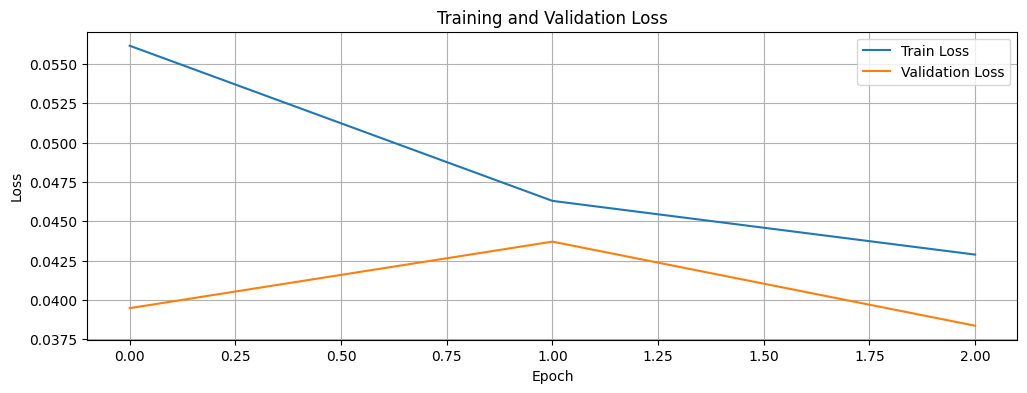 Training and Validation Loss
Train Loss
Validation Loss
0.0550
0.0525
0.0500
0.0475
0.0450
0.0425
0.0400
0.0375
Loss
0.00 0.25 0.50 0.75 1.00 1.25 1.50 1.75 2.00
Epoch